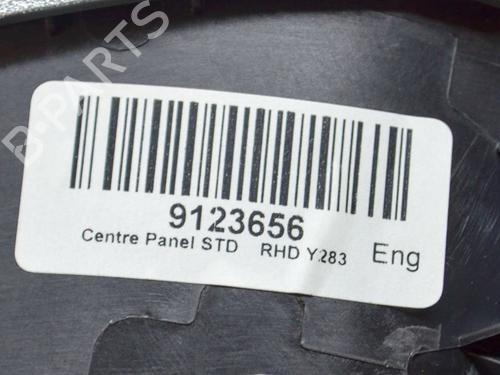 B-PARTS
9123656
Centre Panel STD RHD Y283 Eng